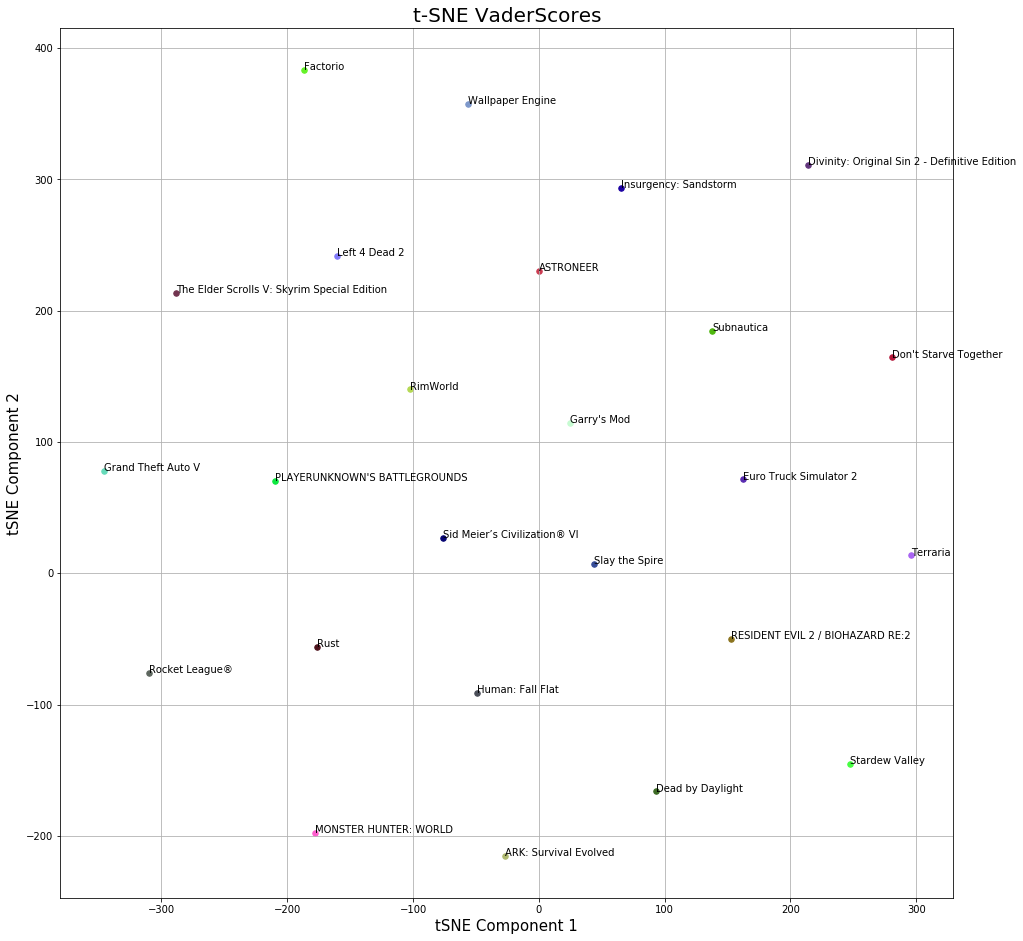 t-SNE VaderScores
400
Factorio
Wallpaper Engine
Divinity: Original Sin 2 - Definitive Edition
300
Insurgency: Sandstorm
Left 4 Dead 2
ASTRONEER
The Elder Scrolls V: Skyrim Special Edition
200
Subnautica
Don't Starve Together
RimWorld
Garry's Mod
100
Grand Theft Auto V
PLAYERUNKNOWN'S BATTLEGROUNDS
Euro Truck Simulator 2
tSNE Component 2
Sid Meier’s Civilization® VI
Slay the Spire
Terraria
0
RESIDENT EVIL 2 / BIOHAZARD RE:2
Rust
Rocket League®
Human: Fall Flat
−100
Stardew Valley
Dead by Daylight
MONSTER HUNTER: WORLD
−200
ARK: Survival Evolved
−300 −200 −100 0 100 200 300
tSNE Component 1